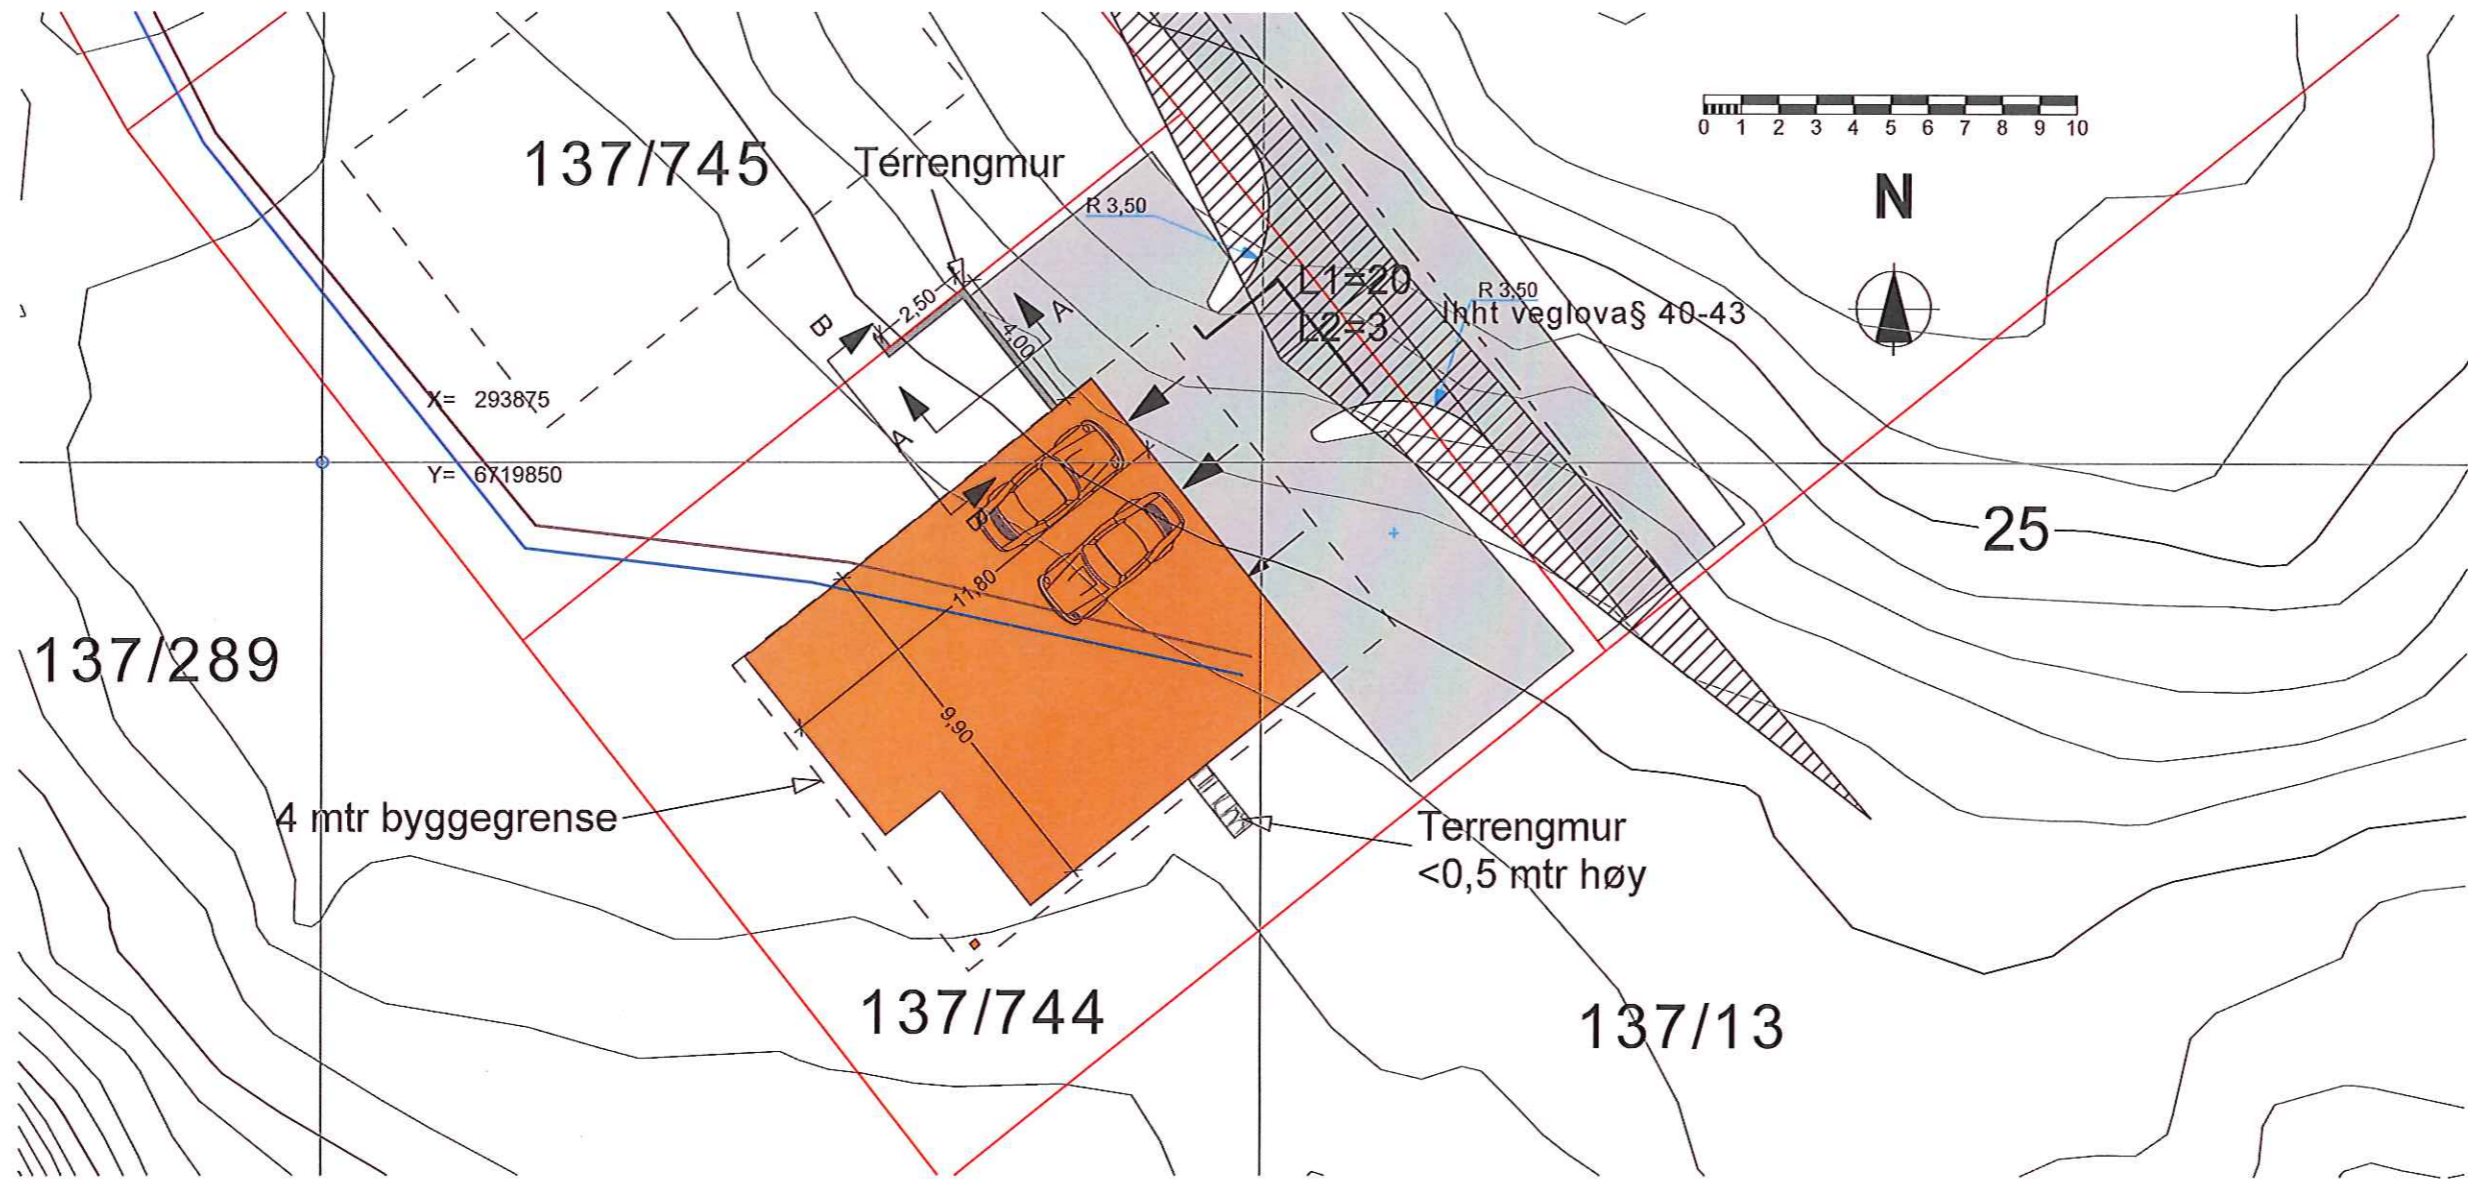 0 1 2 3 4 5 6 7 8 9 10
137/745
Terrengmur
N
R 3,50
L1=20
R 3,50
2,50
B
A
4,00
L2=3
Ihht veglova§ 40-43
X= 293875
A
Y= 6719850
B
25
11,80
137/289
9,90
4 mtr byggegrense
Terrengmur
<0,5 mtr høy
137/744
137/13